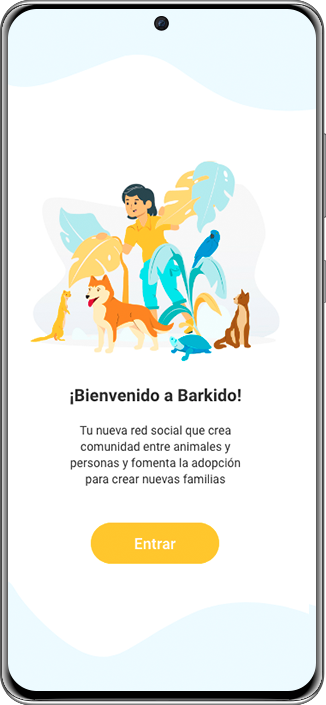 ¡Bienvenido a Barkido!
Tu nueva red social que crea
comunidad entre animales y
personas y fomenta la adopción
para crear nuevas familias
Entrar